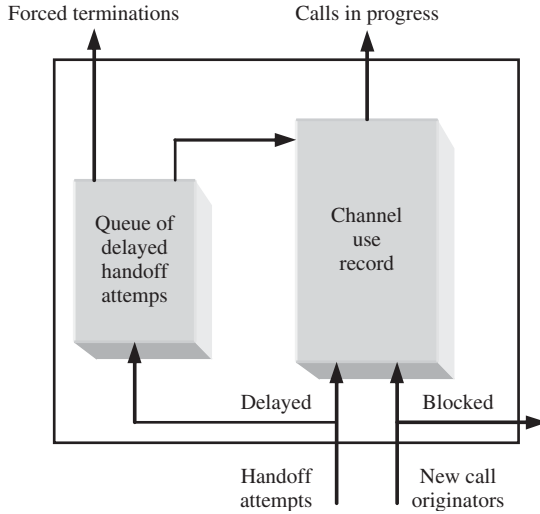 Forced terminations
Calls in progress
Queue of
delayed
handoff
attemps
Channel
use
record
Delayed
Blocked
Handoff
attempts
New call
originators